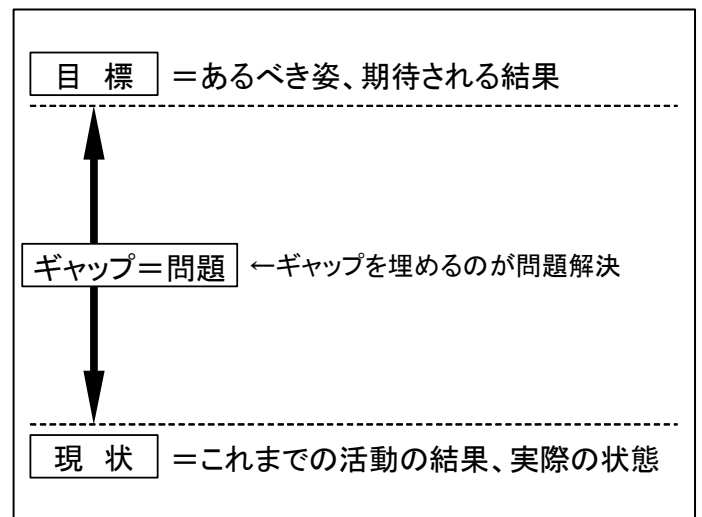 目 標 =あるべき姿、期待される結果
ギャップ=問題 ←ギャップを埋めるのが問題解決
現 状 =これまでの活動の結果、実際の状態